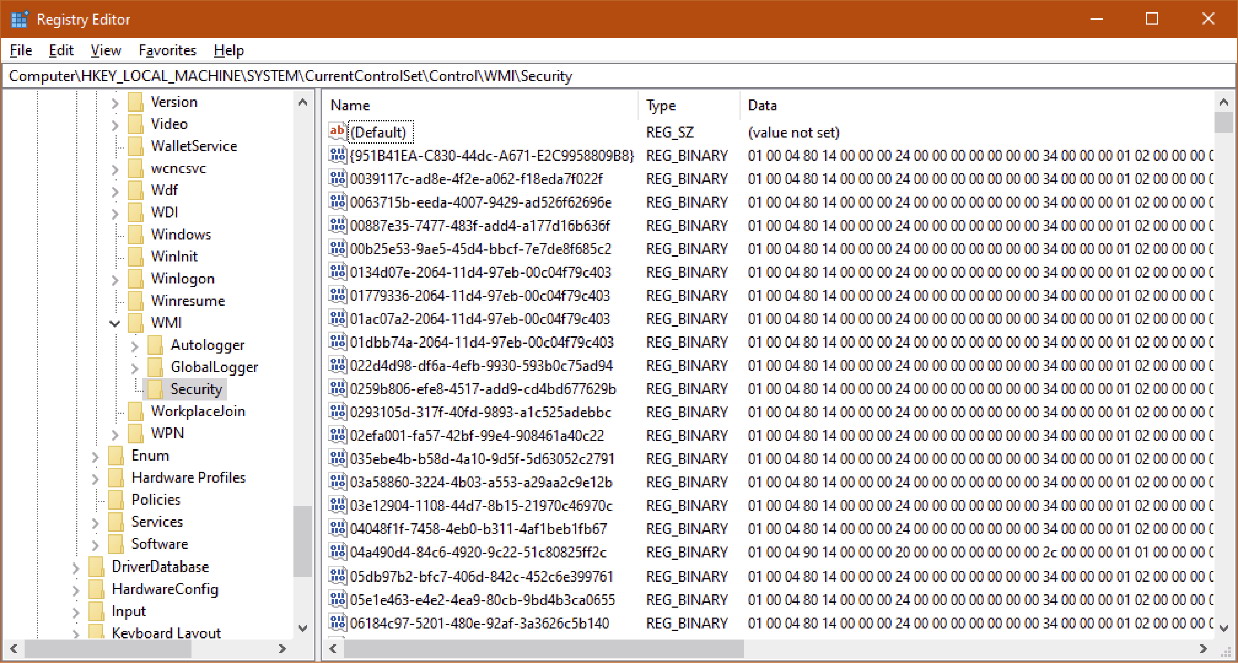 Registry Editor
File Edit View Favorites Help
Computer\HKEY_LOCAL_MACHINE\SYSTEM\CurrentControlSet\Control\WMI\Security
Version
Video
WalletService
wcncsvc
Wdf
WDI
Windows
WinInit
Winlogon
Winresume
WMI
Autologger
GlobalLogger
Security
WorkplaceJoin
WPN
Enum
Hardware Profiles
Policies
Services
Software
DriverDatabase
HardwareConfig
Input
Keyboard Layout
Name Type Data
(Default) REG_SZ (value not set)
{951B41EA-C830-44dc-A671-E2C9958809B8} REG_BINARY 01 00 04 80 14 00 00 00 24 00 00 00 00 00 00 00 34 00 00 00 01 02 00 00 00
0039117c-ad8e-4f2e-a062-f18eda7f022f REG_BINARY 01 00 04 80 14 00 00 00 24 00 00 00 00 00 00 00 34 00 00 00 01 02 00 00 00
0063715b-eeda-4007-9429-ad526f62696e REG_BINARY 01 00 04 80 14 00 00 00 24 00 00 00 00 00 00 00 34 00 00 00 01 02 00 00 00
00887e35-7477-483f-add4-a177d16b636f REG_BINARY 01 00 04 80 14 00 00 00 24 00 00 00 00 00 00 00 34 00 00 00 01 02 00 00 00
00b25e53-9ae5-45d4-bbcf-7e7de8f685c2 REG_BINARY 01 00 04 80 14 00 00 00 24 00 00 00 00 00 00 00 34 00 00 00 01 02 00 00 00
0134d07e-2064-11d4-97eb-00c04f79c403 REG_BINARY 01 00 04 80 14 00 00 00 24 00 00 00 00 00 00 00 34 00 00 00 01 02 00 00 00
01779336-2064-11d4-97eb-00c04f79c403 REG_BINARY 01 00 04 80 14 00 00 00 24 00 00 00 00 00 00 00 34 00 00 00 01 02 00 00 00
01ac07a2-2064-11d4-97eb-00c04f79c403 REG_BINARY 01 00 04 80 14 00 00 00 24 00 00 00 00 00 00 00 34 00 00 00 01 02 00 00 00
01dbb74a-2064-11d4-97eb-00c04f79c403 REG_BINARY 01 00 04 80 14 00 00 00 24 00 00 00 00 00 00 00 34 00 00 00 01 02 00 00 00
022d4d98-df6a-4efb-9930-593b0c75ad94 REG_BINARY 01 00 04 80 14 00 00 00 24 00 00 00 00 00 00 00 34 00 00 00 01 02 00 00 00
0259b806-efe8-4517-add9-cd4bd677629b REG_BINARY 01 00 04 80 14 00 00 00 24 00 00 00 00 00 00 00 34 00 00 00 01 02 00 00 00
0293105d-317f-40fd-9893-a1c525adebbc REG_BINARY 01 00 04 80 14 00 00 00 24 00 00 00 00 00 00 00 34 00 00 00 01 02 00 00 00
02efa001-fa57-42bf-99e4-908461a40c22 REG_BINARY 01 00 04 80 14 00 00 00 24 00 00 00 00 00 00 00 34 00 00 00 01 02 00 00 00
035ebe4b-b58d-4a10-9d5f-5d63052c2791 REG_BINARY 01 00 04 80 14 00 00 00 24 00 00 00 00 00 00 00 34 00 00 00 01 02 00 00 00
03a58860-3224-4b03-a553-a29aa2c9e12b REG_BINARY 01 00 04 80 14 00 00 00 24 00 00 00 00 00 00 00 34 00 00 00 01 02 00 00 00
03e12904-1108-44d7-8b15-21970c46970c REG_BINARY 01 00 04 80 14 00 00 00 24 00 00 00 00 00 00 00 34 00 00 00 01 02 00 00 00
04048f1f-7458-4eb0-b311-4af1beb1fb67 REG_BINARY 01 00 04 80 14 00 00 00 24 00 00 00 00 00 00 00 34 00 00 00 01 02 00 00 00
04a490d4-84c6-4920-9c22-51c80825ff2c REG_BINARY 01 00 04 90 14 00 00 00 20 00 00 00 00 00 00 00 2c 00 00 00 01 01 00 00 00
05db97b2-bfc7-406d-842c-452c6e399761 REG_BINARY 01 00 04 80 14 00 00 00 24 00 00 00 00 00 00 00 34 00 00 00 01 02 00 00 00
05e1e463-e4e2-4ea9-80cb-9bd4b3ca0655 REG_BINARY 01 00 04 80 14 00 00 00 24 00 00 00 00 00 00 00 34 00 00 00 01 02 00 00 00
06184c97-5201-480e-92af-3a3626c5b140 REG_BINARY 01 00 04 80 14 00 00 00 24 00 00 00 00 00 00 00 34 00 00 00 01 02 00 00 00